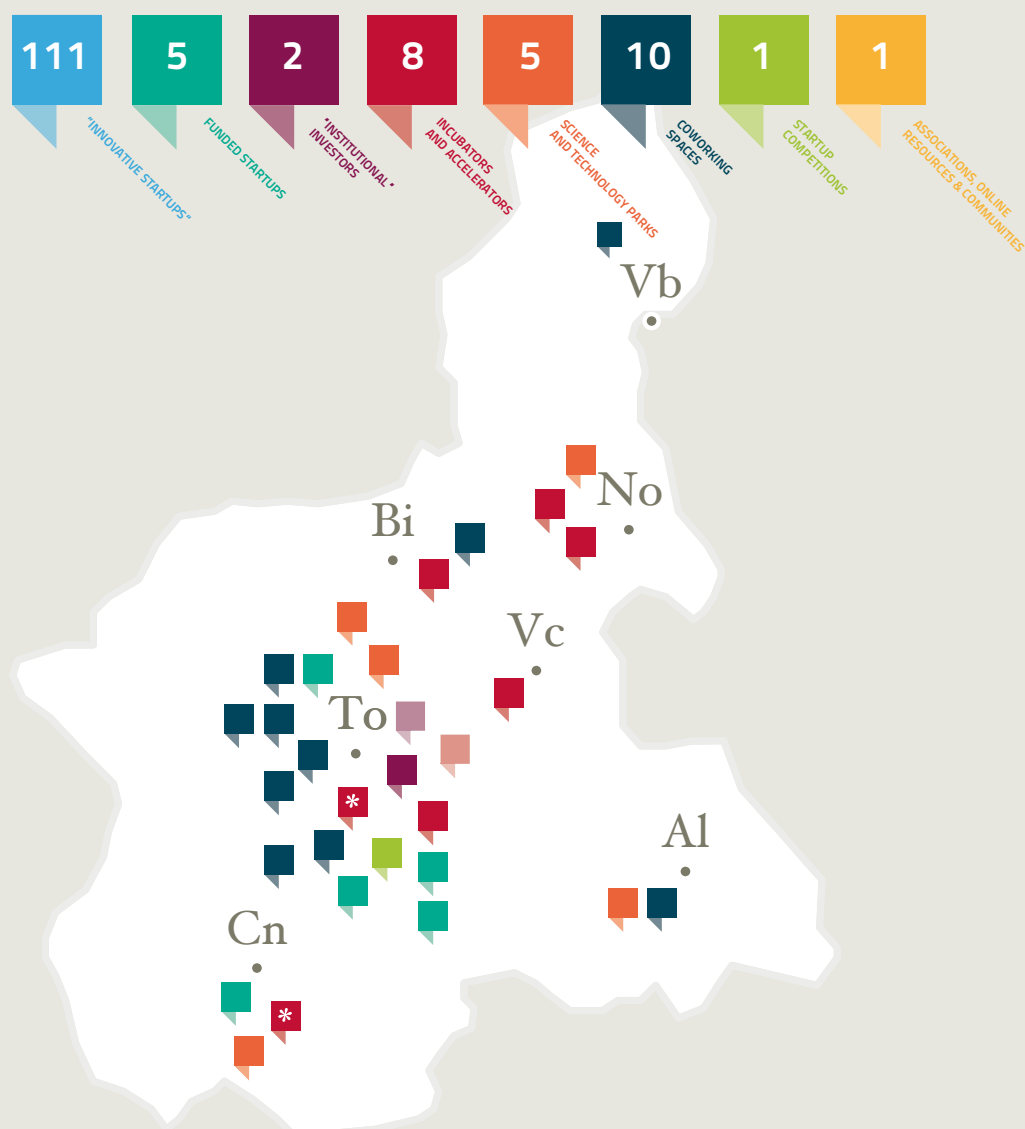 111
5
2
8
5
10
1
1
"INNOVATIVE STARTUPS"
FUNDED STARTUPS
"INSTITUTIONAL"
INVESTORS
INCUBATORS
AND ACCELERATORS
SCIENCE
AND TECHNOLOGY PARKS
COWORKING
SPACES
STARTUP
COMPETITIONS
ASSOCIATIONS, ONLINE
RESOURCES & COMMUNITIES
Vb
No
Bi
Vc
To
*
Al
Cn
*